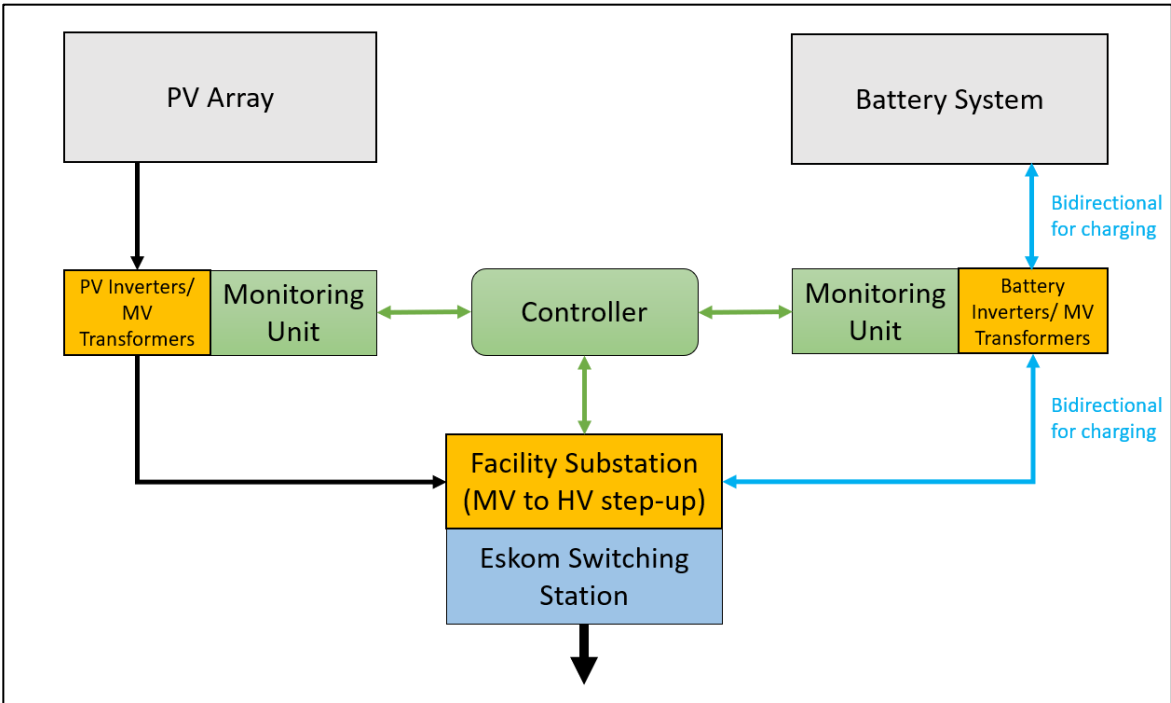 PV Array
Battery System
Bidirectional
for charging
PV Inverters/
MV
Transformers
Monitoring
Unit
Controller
Monitoring
Unit
Battery
Inverters/ MV
Transformers
Bidirectional
for charging
Facility Substation
(MV to HV step-up)
Eskom Switching
Station